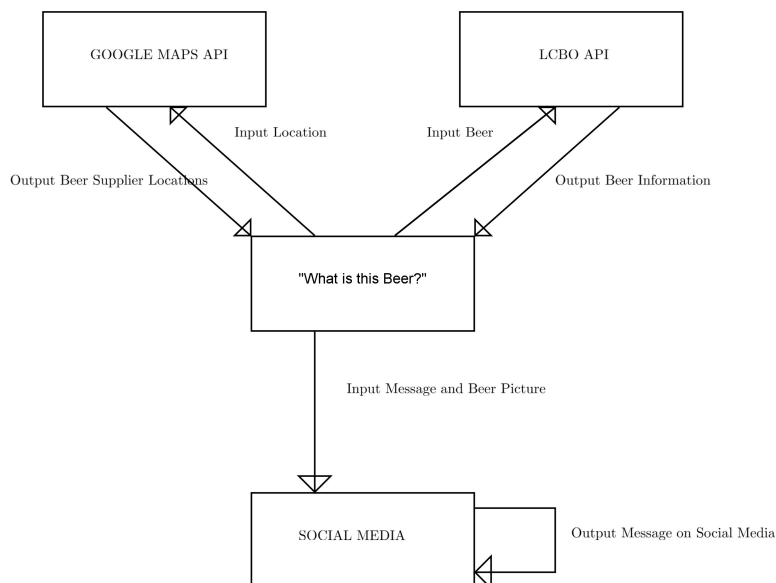 GOOGLE MAPS API
LCBO API
Input Location
Input Beer
Output Beer Supplier Locations
Output Beer Information
"What is this Beer?"
Input Message and Beer Picture
SOCIAL MEDIA
Output Message on Social Media